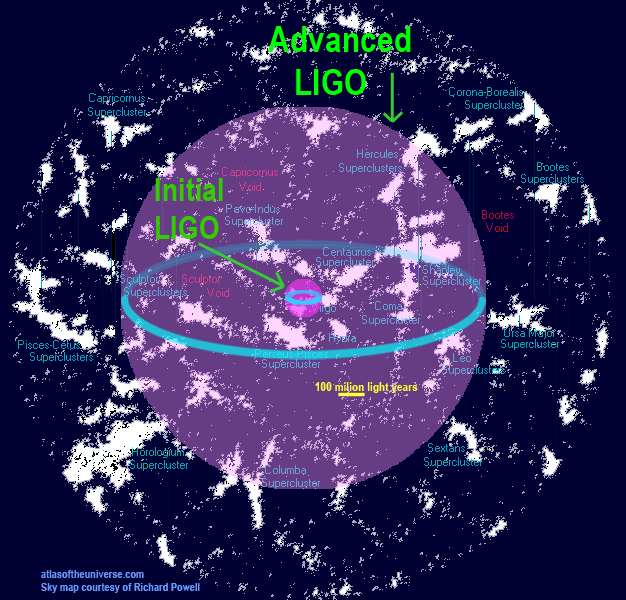 Advanced
LIGO
Capricornus
Supercluster
Corona-Borealis
Supercluster
Hercules
Superclusters
Bootes
Superclusters
Capricornus
Void
Initial
LIGO
Pavo-Indus
Supercluster
Bootes
Void
Centaurus
Supercluster
Shapley
Supercluster
Sculptor
Superclusters
Sculptor
Void
Coma
Supercluster
Pisces-Cetus
Superclusters
Hydra
Ursa Major
Supercluster
Perseus-Pisces
Supercluster
Leo
Superclusters
100 milion light years
Horologium
Supercluster
Sextans
Supercluster
Columba
Supercluster
atlasoftheuniverse.com
Sky map courtesy of Richard Powell